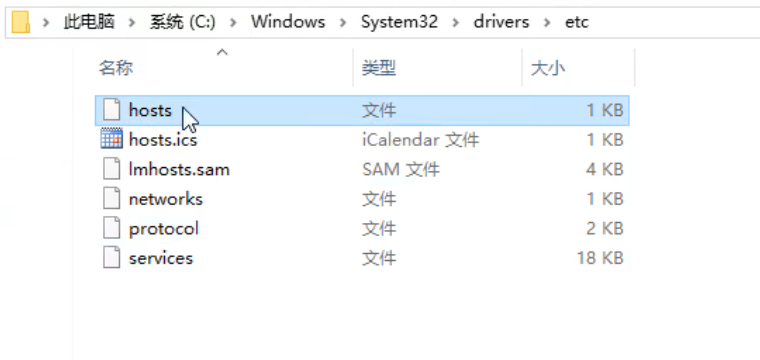 此电脑 > 系统 (C:) > Windows > System32 > drivers > etc
名称 类型 大小
hosts 文件 1 KB
hosts.ics iCalendar 文件 1 KB
lmhosts.sam SAM 文件 4 KB
networks 文件 1 KB
protocol 文件 2 KB
services 文件 18 KB